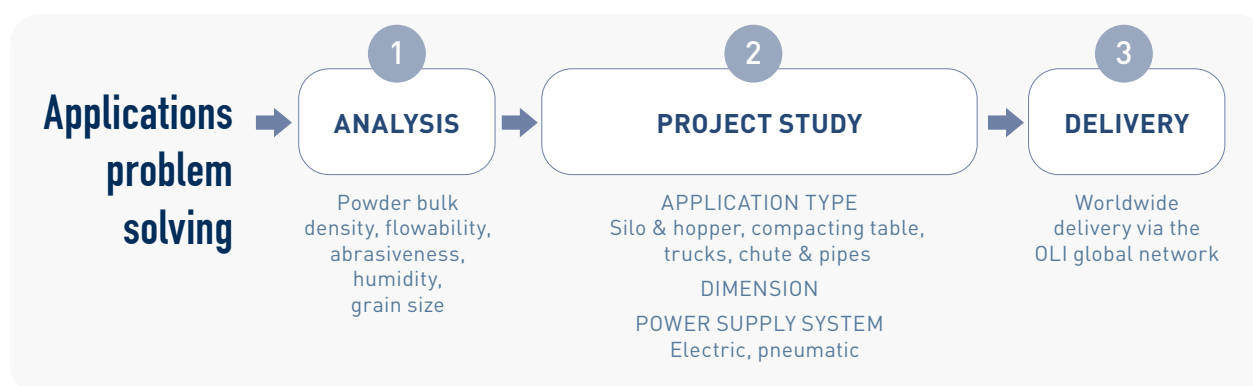 Applications
problem
solving
1
ANALYSIS
Powder bulk
density, flowability,
abrasiveness,
humidity,
grain size
2
PROJECT STUDY
APPLICATION TYPE
Silo & hopper, compacting table,
trucks, chute & pipes
DIMENSION
POWER SUPPLY SYSTEM
Electric, pneumatic
3
DELIVERY
Worldwide
delivery via the
OLI global network